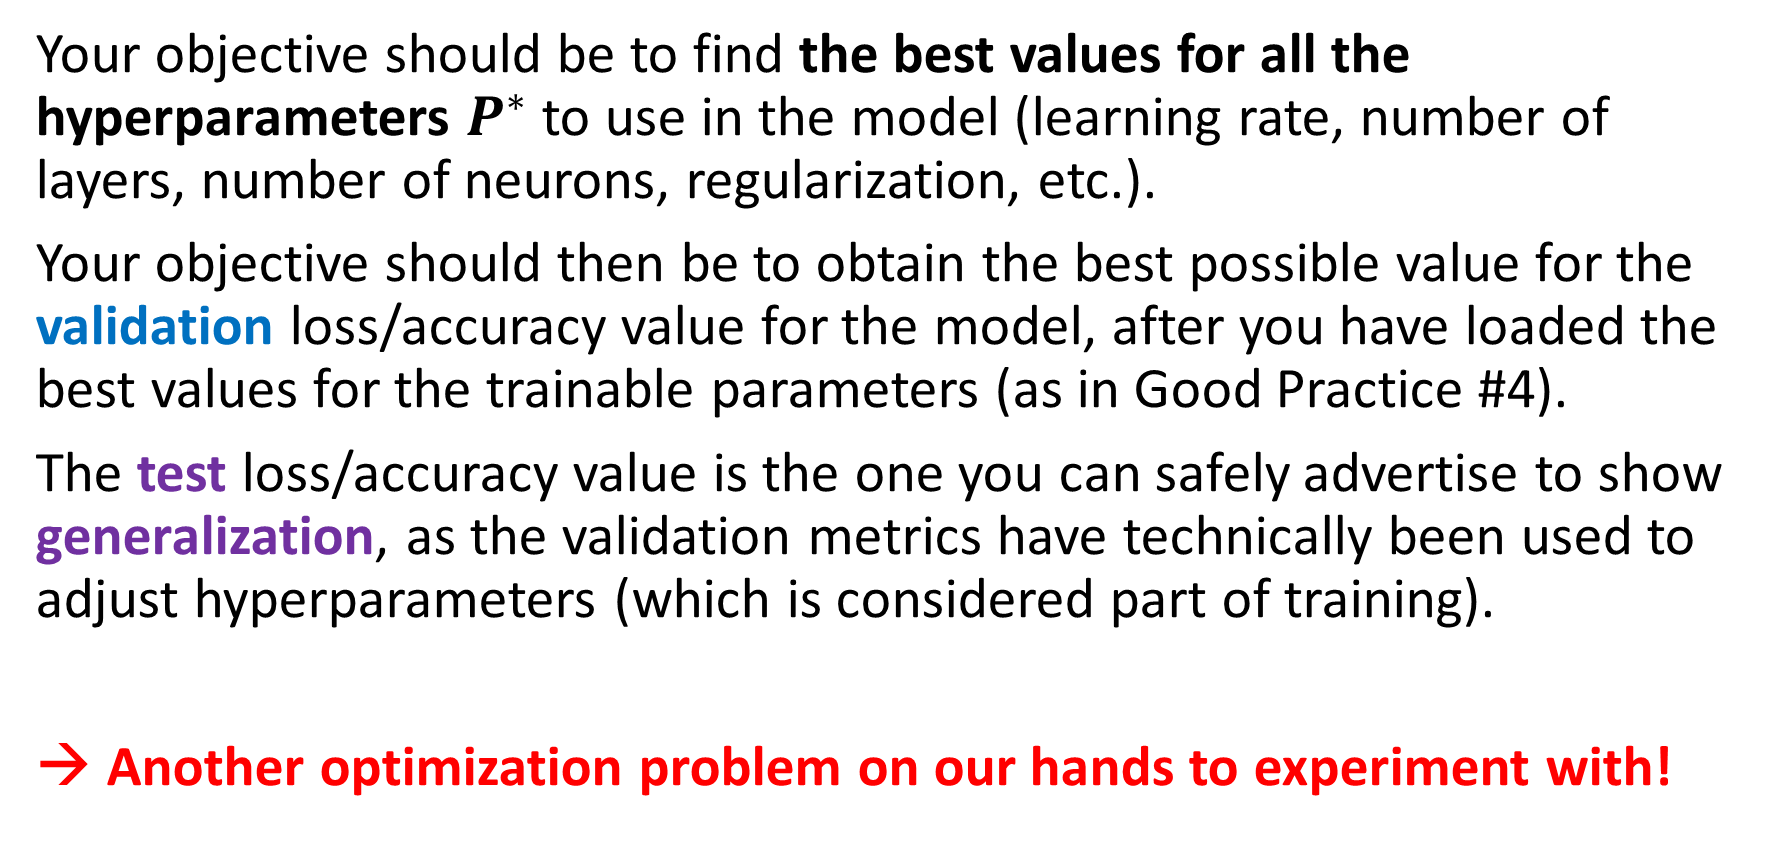 Your objective should be to find the best values for all the
hyperparameters P* to use in the model (learning rate, number of
layers, number of neurons, regularization, etc.).
Your objective should then be to obtain the best possible value for the
validation loss/accuracy value for the model, after you have loaded the
best values for the trainable parameters (as in Good Practice #4).
The test loss/accuracy value is the one you can safely advertise to show
generalization, as the validation metrics have technically been used to
adjust hyperparameters (which is considered part of training).
→ Another optimization problem on our hands to experiment with!